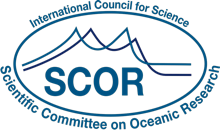 International Council for Science
SCOR
Scientific Committee on Oceanic Research